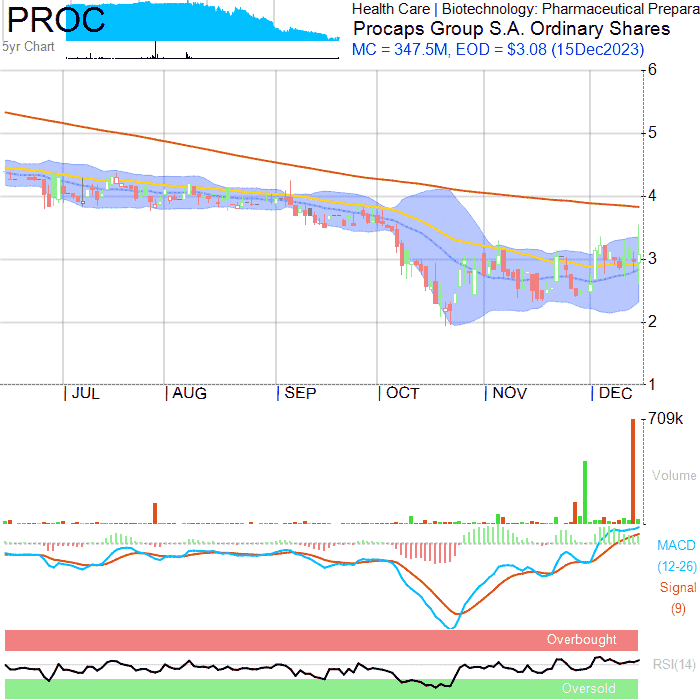 PROC
5yr Chart
Health Care | Biotechnology: Pharmaceutical Prepara
Procaps Group S.A. Ordinary Shares
MC = 347.5M, EOD = $3.08 (15Dec2023)
6
5
4
3
2
1
JUL AUG SEP OCT NOV DEC
709k
Volume
MACD
(12-26)
Signal
(9)
Overbought
RSI(14)
Oversold